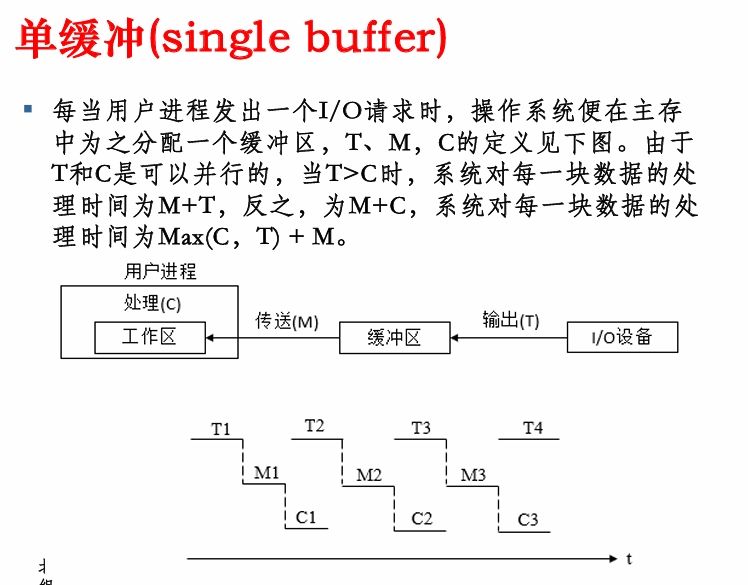 单缓冲(single buffer)
每当用户进程发出一个I/O请求时，操作系统便在主存
中为之分配一个缓冲区，T、M，C的定义见下图。由于
T和C是可以并行的，当T>C时，系统对每一块数据的处
理时间为M+T，反之，为M+C，系统对每一块数据的处
理时间为Max(C，T) + M。
用户进程
处理(C)
工作区
传送(M)
缓冲区
输出(T)
I/O设备
T1
T2
T3
T4
M1
M2
M3
C1
C2
C3
t